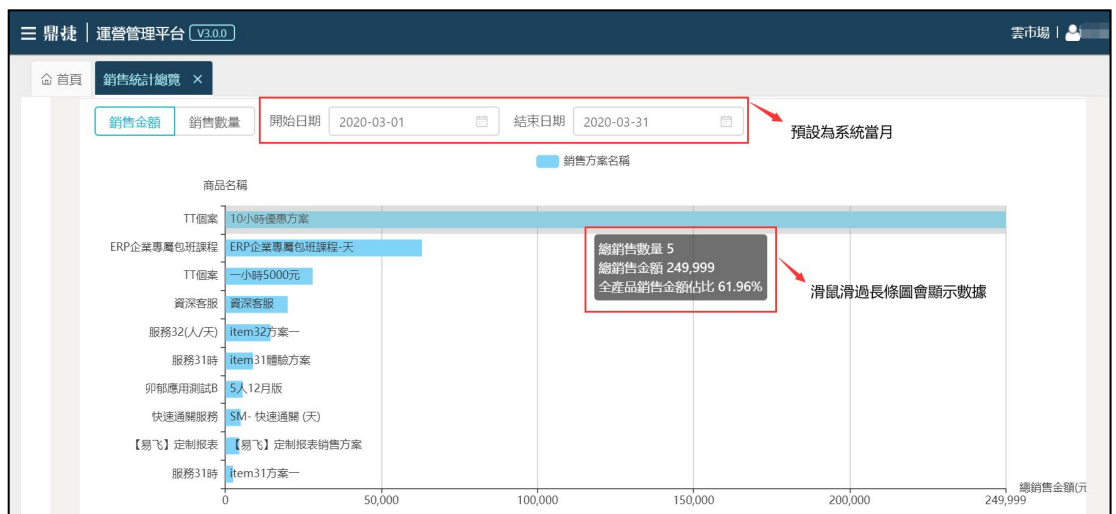 鼎捷 運營管理平台 V3.0.0 雲市場
首頁 銷售統計總覽 ×
銷售金額 銷售數量 開始日期 2020-03-01 結束日期 2020-03-31
預設為系統當月
銷售方案名稱
商品名稱
TT個案 10小時優惠方案
ERP企業專屬包班課程 ERP企業專屬包班課程-天
總銷售數量 5
總銷售金額 249,999
全產品銷售金額佔比 61.96%
滑鼠滑過長條圖會顯示數據
TT個案 一小時5000元
資深客服 資深客服
服務32(人/天) item32方案一
服務31時 item31體驗方案
卯郁應用測試B 5人12月版
快速通關服務 SM- 快速通關 (天)
【易飞】定制报表 【易飞】定制报表销售方案
服務31時 item31方案一
總銷售金額(元
0 50,000 100,000 150,000 200,000 249,999